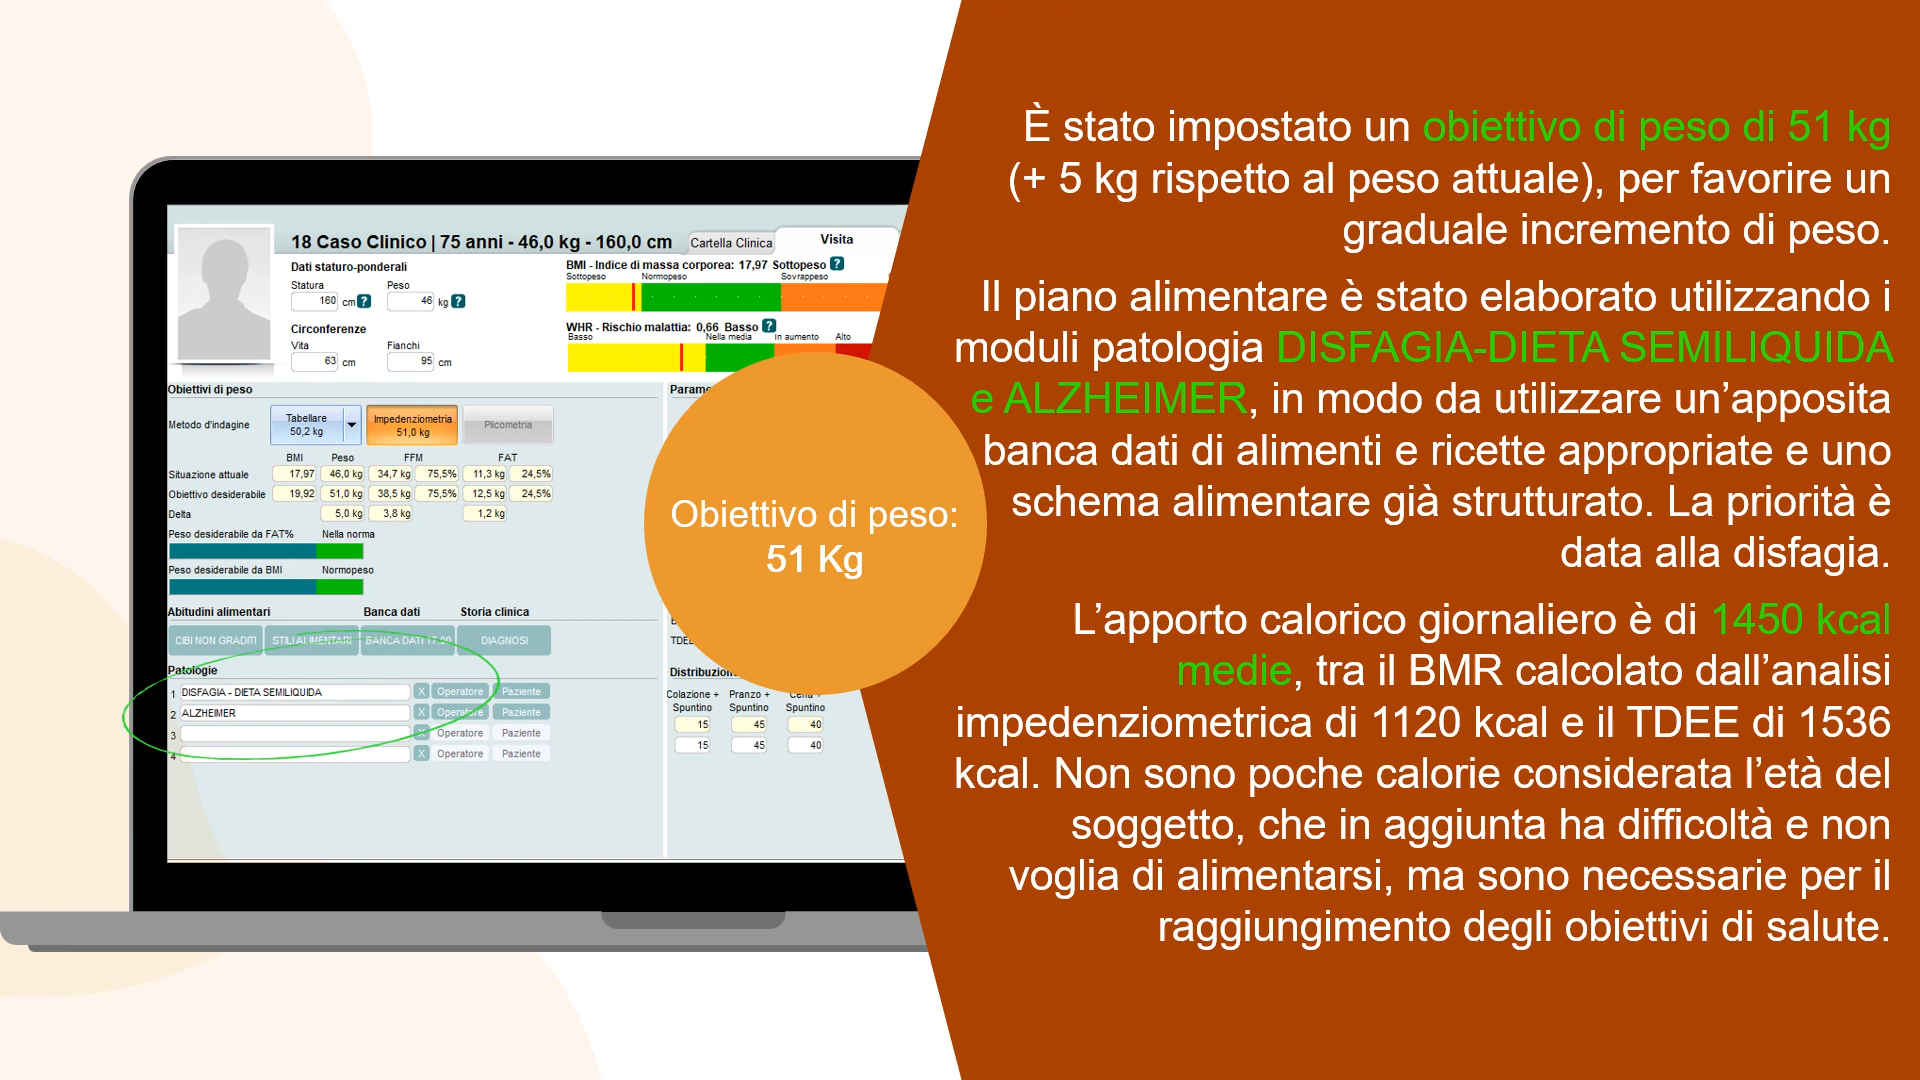 18 Caso Clinico | 75 anni - 46,0 kg - 160,0 cm
Cartella Clinica
Visita
Dati staturo-ponderali
Statura
Peso
160 cm ?
46 kg ?
Circonferenze
Vita
Fianchi
63 cm
95 cm
BMI - Indice di massa corporea: 17,97 Sottopeso ?
Sottopeso
Normopeso
Sovrappeso
WHR - Rischio malattia: 0,66 Basso ?
Basso
Nella media
In aumento
Alto
Obiettivi di peso
Metodo d'indagine
Tabellare
50,2 kg
Impedenziometria
51,0 kg
Plicometria
BMI Peso FFM FAT
Situazione attuale 17,97 46,0 kg 34,7 kg 75,5% 11,3 kg 24,5%
Obiettivo desiderabile 19,92 51,0 kg 38,5 kg 75,5% 12,5 kg 24,5%
Delta 5,0 kg 3,8 kg 1,2 kg
Peso desiderabile da FAT% Nella norma
Peso desiderabile da BMI Normopeso
Abitudini alimentari
Banca dati
Storia clinica
CIBI NON GRADITI
STILI ALIMENTARI
BANCA DATI 17.00
DIAGNOSI
Patologie
1 DISFAGIA - DIETA SEMILIQUIDA X Operatore Paziente
2 ALZHEIMER X Operatore Paziente
3 X Operatore Paziente
4 X Operatore Paziente
Colazione + Pranzo + Cena +
Spuntino Spuntino Spuntino
15 45 40
15 45 40
Obiettivo di peso:
51 Kg
È stato impostato un obiettivo di peso di 51 kg
(+ 5 kg rispetto al peso attuale), per favorire un
graduale incremento di peso.
Il piano alimentare è stato elaborato utilizzando i
moduli patologia DISFAGIA-DIETA SEMILIQUIDA
e ALZHEIMER, in modo da utilizzare un’apposita
banca dati di alimenti e ricette appropriate e uno
schema alimentare già strutturato. La priorità è
data alla disfagia.
L’apporto calorico giornaliero è di 1450 kcal
medie, tra il BMR calcolato dall’analisi
impedenziometrica di 1120 kcal e il TDEE di 1536
kcal. Non sono poche calorie considerata l’età del
soggetto, che in aggiunta ha difficoltà e non
voglia di alimentarsi, ma sono necessarie per il
raggiungimento degli obiettivi di salute.